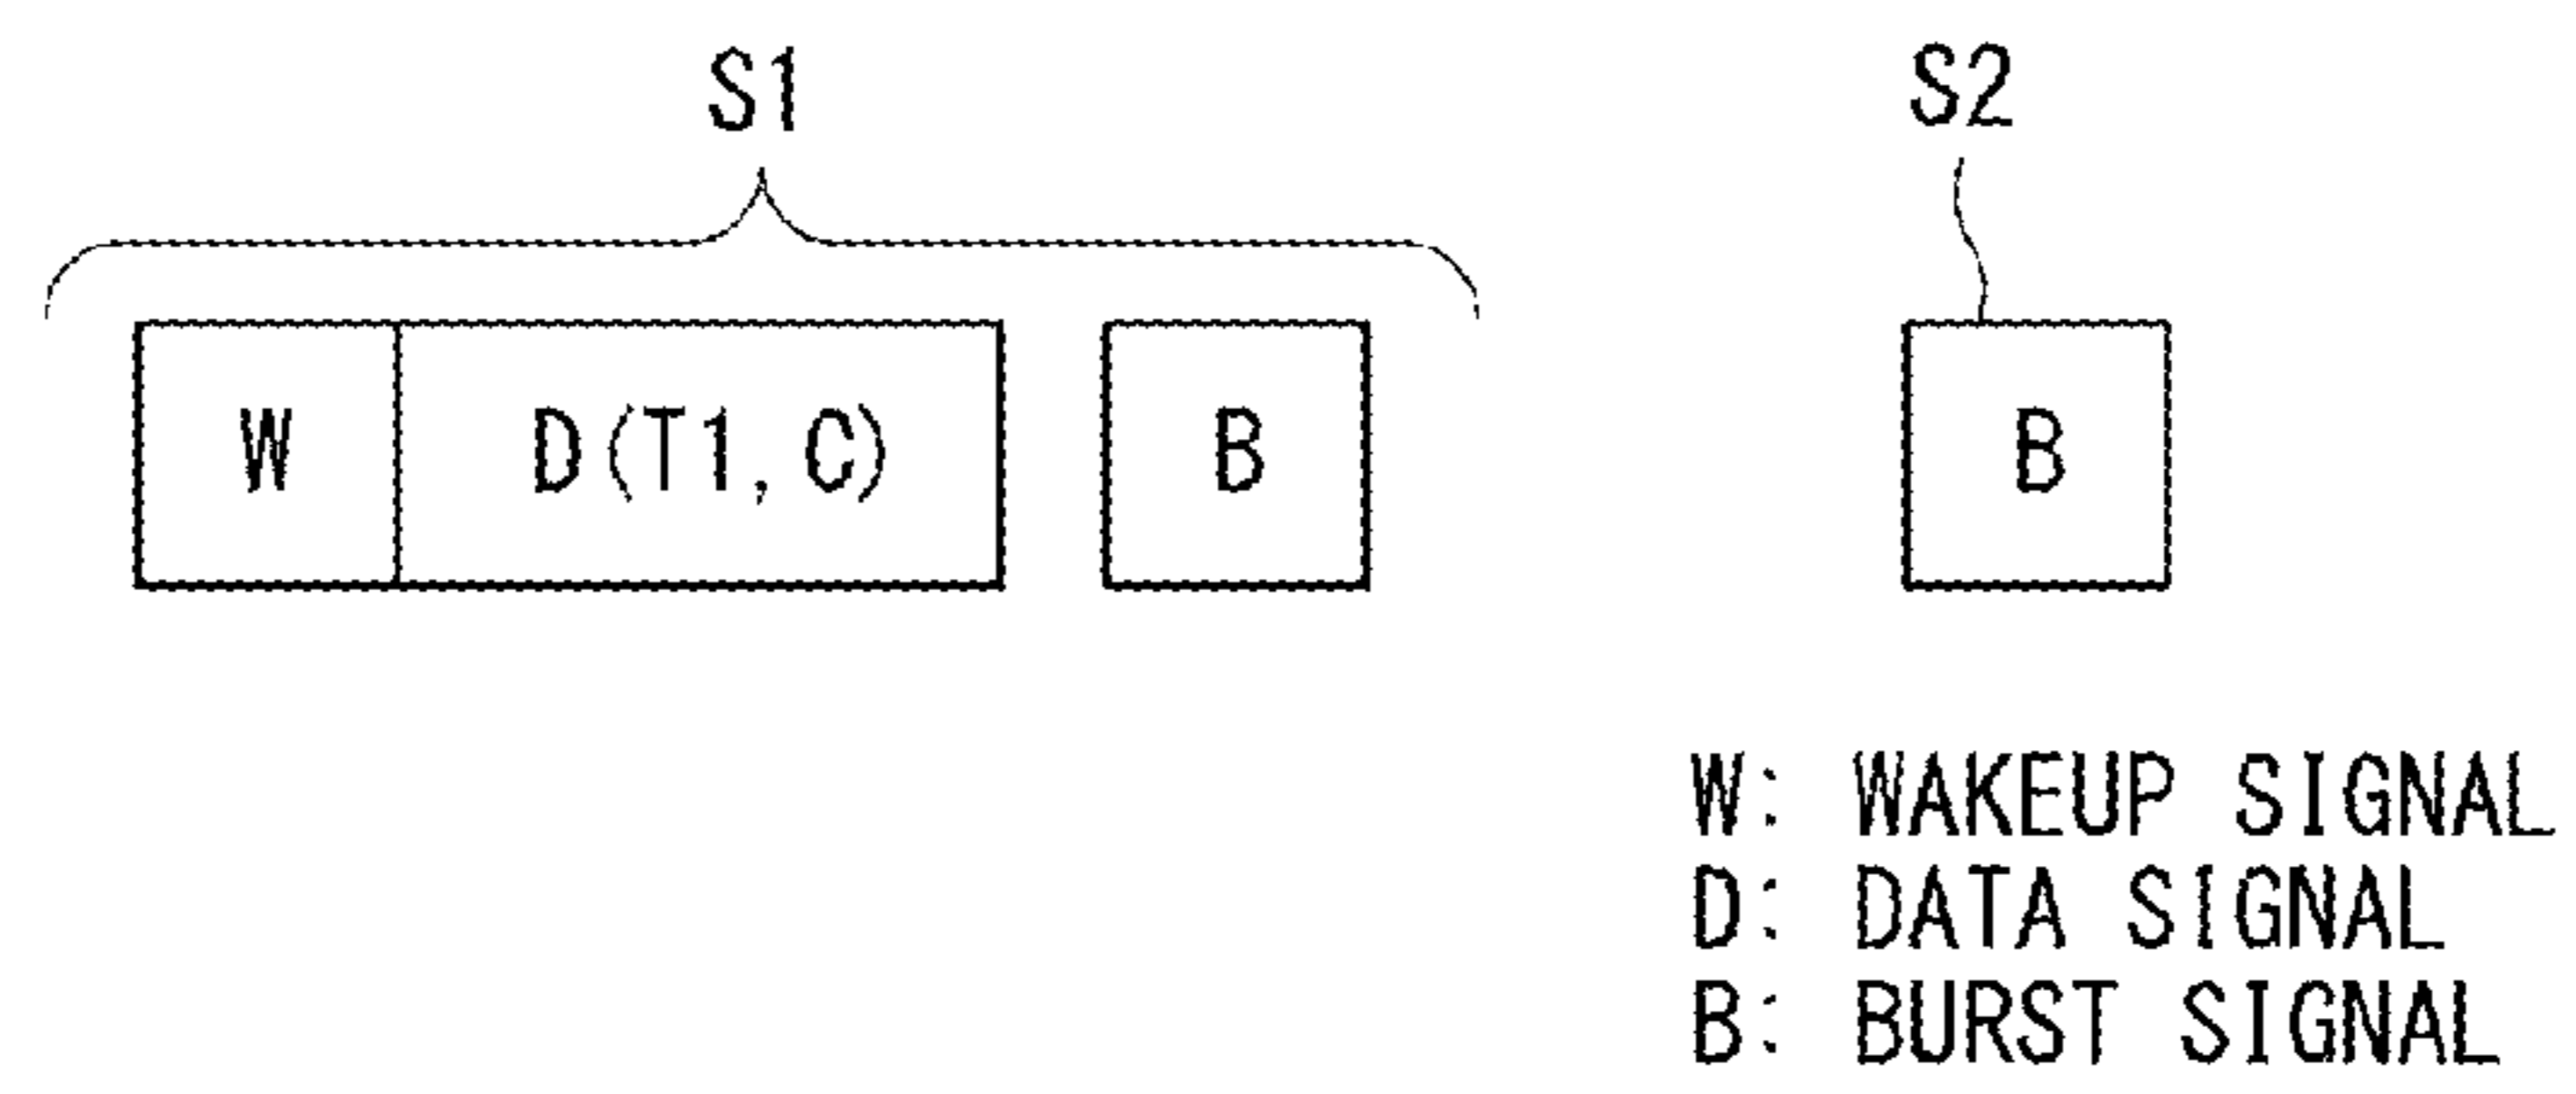 S1 S2
W D(T1,C) B B
W: WAKEUP SIGNAL
D: DATA SIGNAL
B: BURST SIGNAL